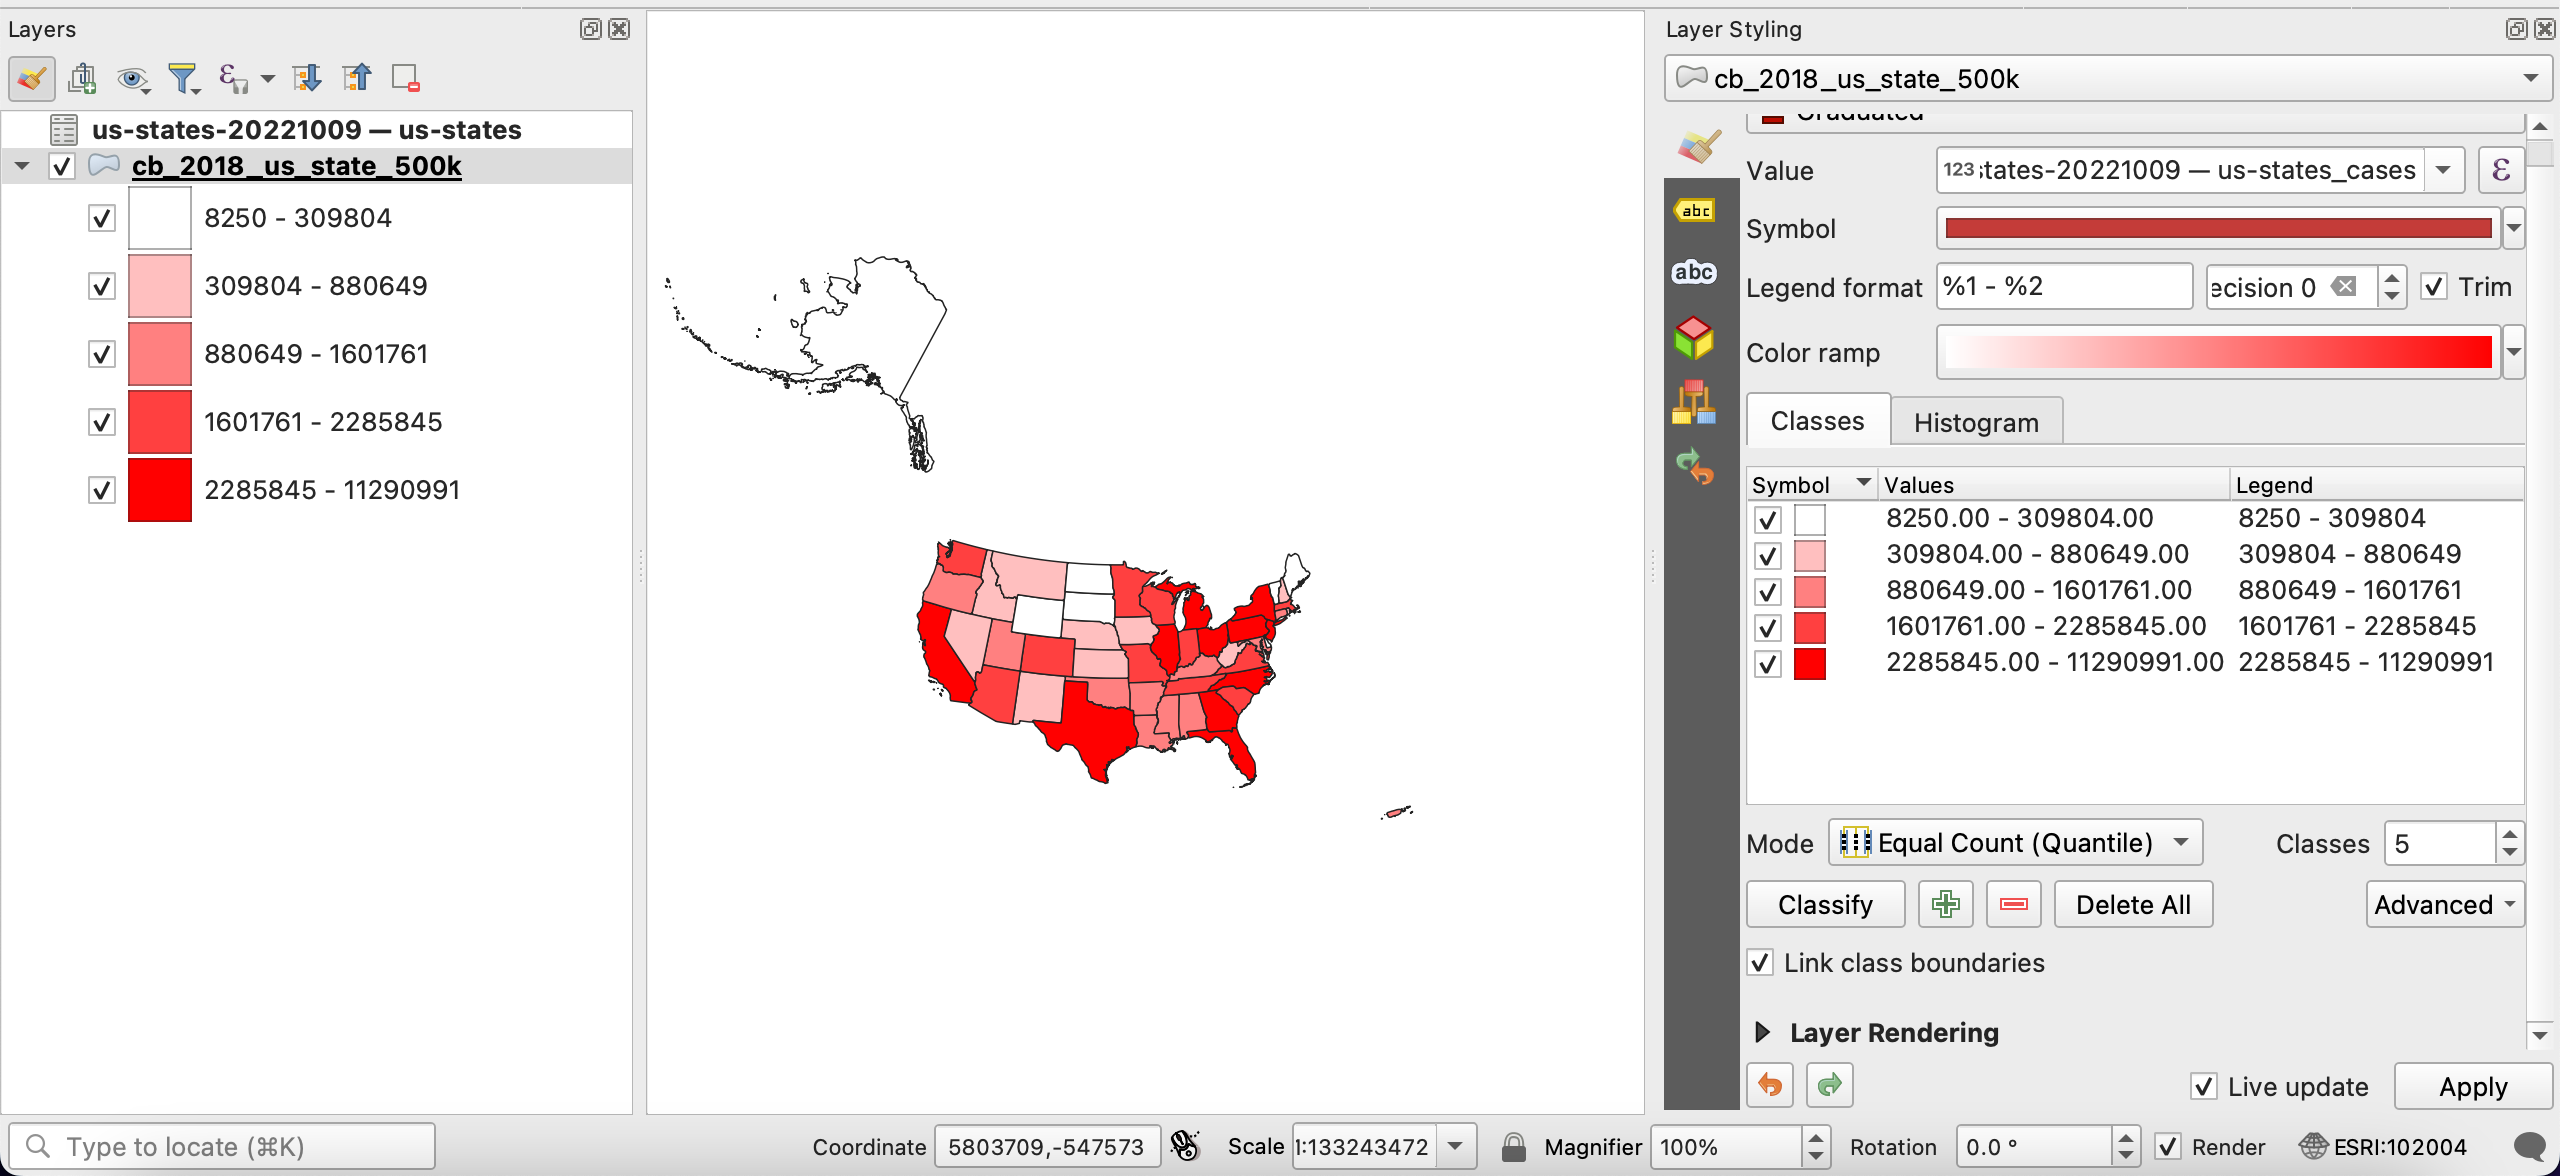 Layers
us-states-20221009 — us-states
cb_2018_us_state_500k
8250 - 309804
309804 - 880649
880649 - 1601761
1601761 - 2285845
2285845 - 11290991
Layer Styling
cb_2018_us_state_500k
Graduated
Value 123 states-20221009 — us-states_cases ε
abc
Symbol
abc
Legend format %1 - %2 ecision 0 Trim
Color ramp
Classes Histogram
Symbol Values Legend
8250.00 - 309804.00 8250 - 309804
309804.00 - 880649.00 309804 - 880649
880649.00 - 1601761.00 880649 - 1601761
1601761.00 - 2285845.00 1601761 - 2285845
2285845.00 - 11290991.00 2285845 - 11290991
Mode Equal Count (Quantile) Classes 5
Classify Delete All Advanced
Link class boundaries
Layer Rendering
Live update Apply
Type to locate (⌘K) Coordinate 5803709,-547573 Scale 1:133243472 Magnifier 100% Rotation 0.0 ° Render ESRI:102004